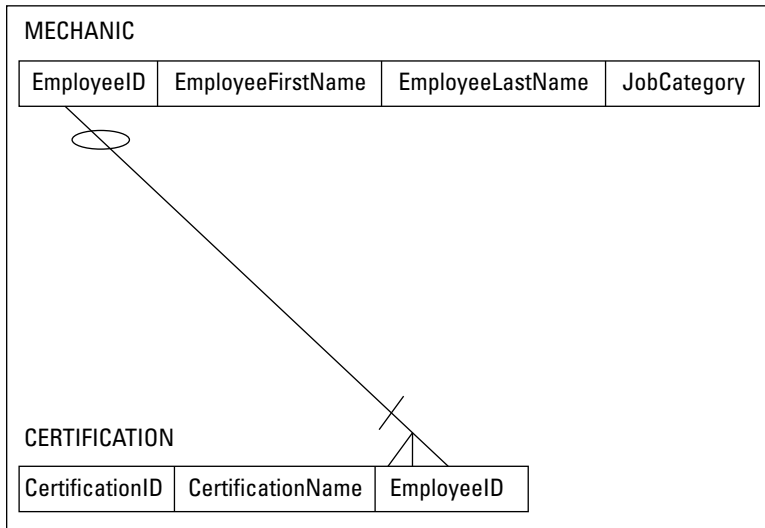 MECHANIC
EmployeeID EmployeeFirstName EmployeeLastName JobCategory
CERTIFICATION
CertificationID CertificationName EmployeeID